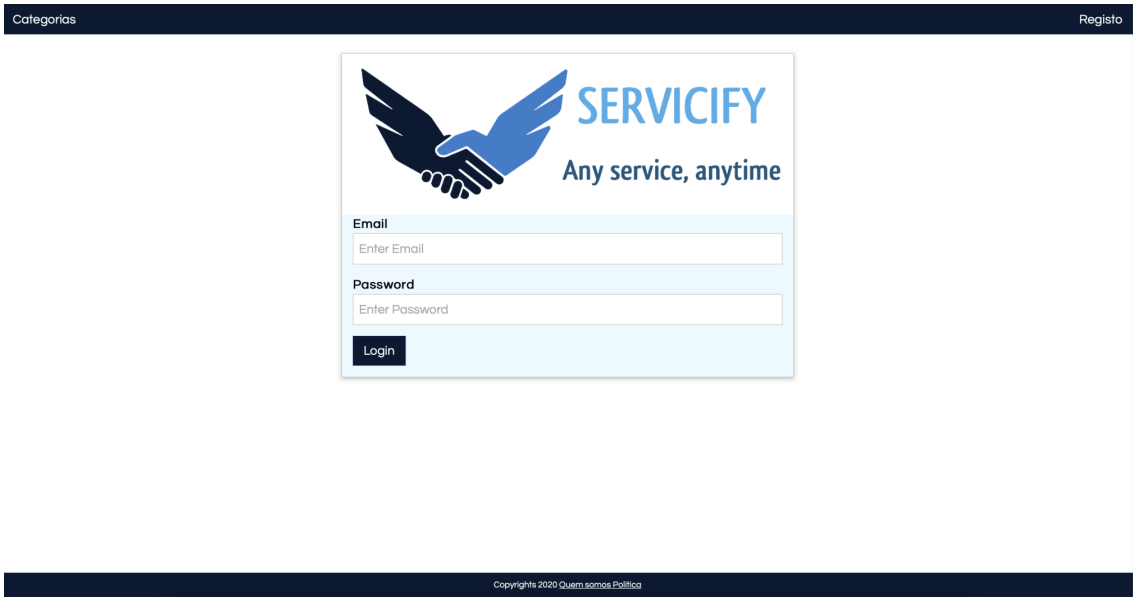 Categorias
Registo
SERVICIFY
Any service, anytime
Email
Enter Email
Password
Enter Password
Login
Copyrights 2020 Quem somos Politica